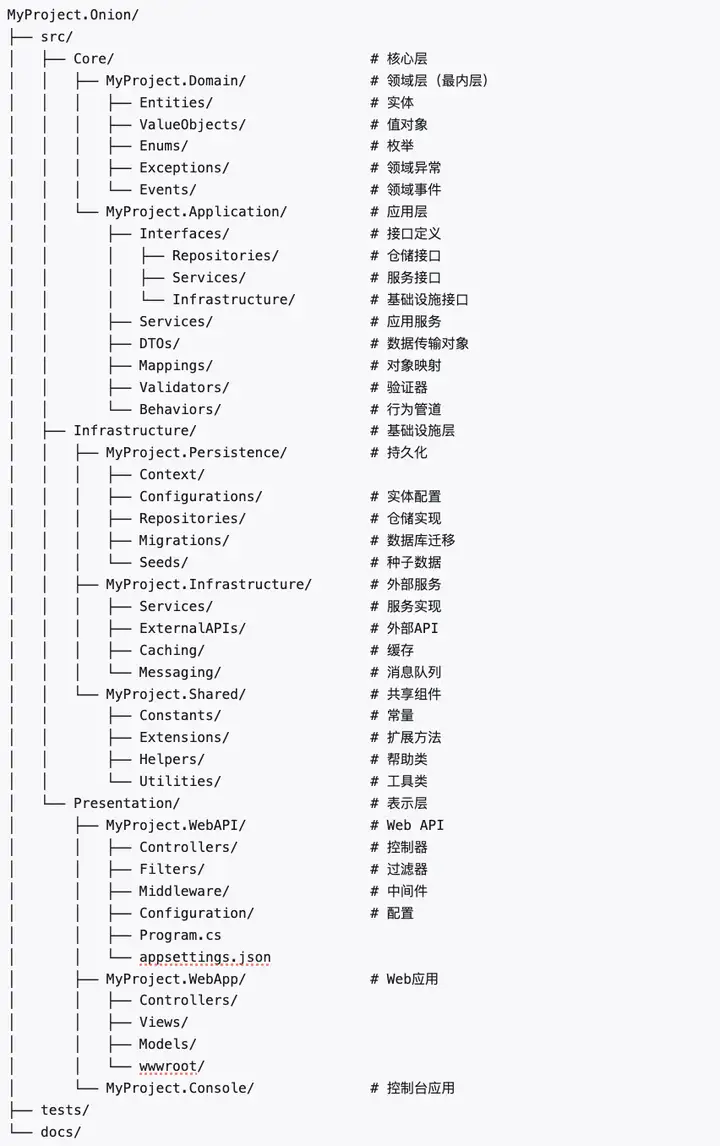 MyProject.Onion/
├── src/
│   ├── Core/                               # 核心层
│   │   ├── MyProject.Domain/               # 领域层（最内层）
│   │   │   ├── Entities/                   # 实体
│   │   │   ├── ValueObjects/               # 值对象
│   │   │   ├── Enums/                      # 枚举
│   │   │   ├── Exceptions/                 # 领域异常
│   │   │   └── Events/                     # 领域事件
│   │   └── MyProject.Application/          # 应用层
│   │       ├── Interfaces/                 # 接口定义
│   │       │   ├── Repositories/           # 仓储接口
│   │       │   ├── Services/               # 服务接口
│   │       │   └── Infrastructure/         # 基础设施接口
│   │       ├── Services/                   # 应用服务
│   │       ├── DTOs/                       # 数据传输对象
│   │       ├── Mappings/                   # 对象映射
│   │       ├── Validators/                 # 验证器
│   │       └── Behaviors/                  # 行为管道
│   ├── Infrastructure/                     # 基础设施层
│   │   ├── MyProject.Persistence/          # 持久化
│   │   │   ├── Context/
│   │   │   ├── Configurations/             # 实体配置
│   │   │   ├── Repositories/               # 仓储实现
│   │   │   ├── Migrations/                 # 数据库迁移
│   │   │   └── Seeds/                      # 种子数据
│   │   ├── MyProject.Infrastructure/       # 外部服务
│   │   │   ├── Services/                   # 服务实现
│   │   │   ├── ExternalAPIs/               # 外部API
│   │   │   ├── Caching/                    # 缓存
│   │   │   └── Messaging/                  # 消息队列
│   │   └── MyProject.Shared/               # 共享组件
│   │       ├── Constants/                  # 常量
│   │       ├── Extensions/                 # 扩展方法
│   │       ├── Helpers/                    # 帮助类
│   │       └── Utilities/                  # 工具类
│   └── Presentation/                       # 表示层
│       ├── MyProject.WebAPI/               # Web API
│       │   ├── Controllers/                # 控制器
│       │   ├── Filters/                    # 过滤器
│       │   ├── Middleware/                 # 中间件
│       │   ├── Configuration/              # 配置
│       │   ├── Program.cs
│       │   └── appsettings.json
│       ├── MyProject.WebApp/               # Web应用
│       │   ├── Controllers/
│       │   ├── Views/
│       │   ├── Models/
│       │   └── wwwroot/
│       └── MyProject.Console/              # 控制台应用
├── tests/
└── docs/